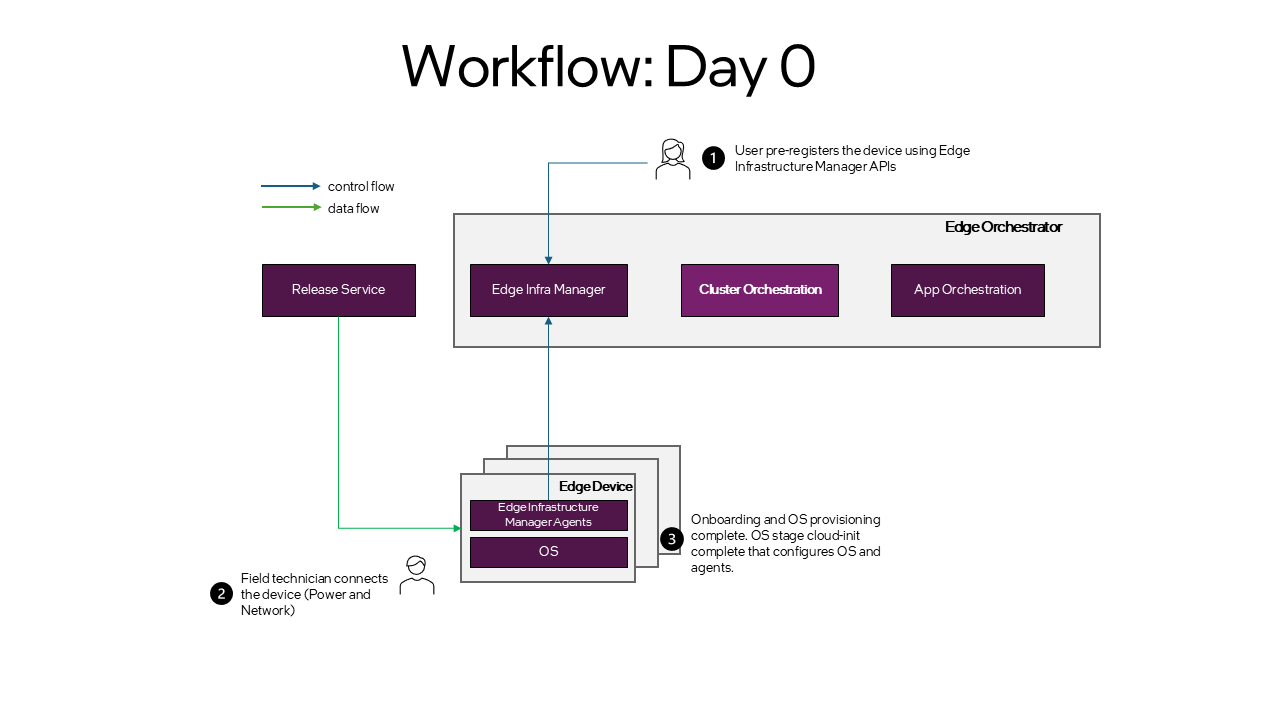 Workflow: Day 0
1
User pre-registers the device using Edge
Infrastructure Manager APIs
control flow
data flow
Edge Orchestrator
Release Service
Edge Infra Manager
Cluster Orchestration
App Orchestration
Edge Device
Edge Infrastructure
Manager Agents
OS
3
Onboarding and OS provisioning
complete. OS stage cloud-init
complete that configures OS and
agents.
2
Field technician connects
the device (Power and
Network)